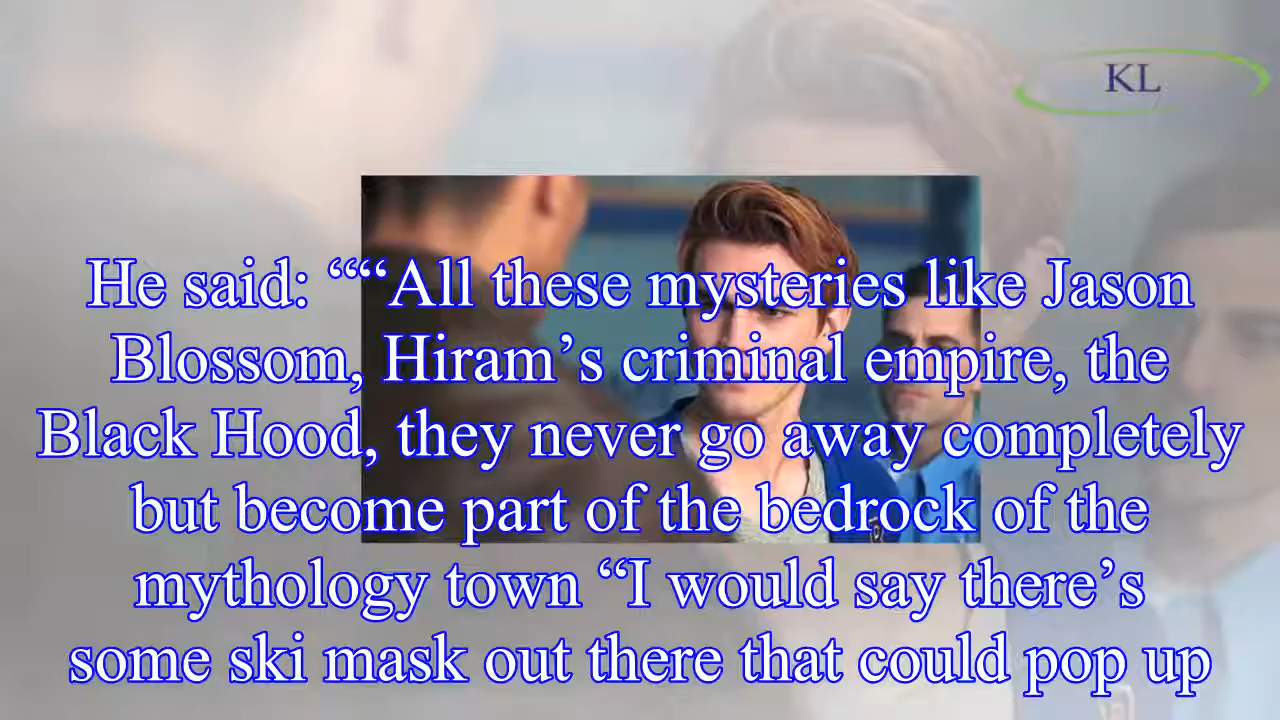 KL
He said: ““‘All these mysteries like Jason
Blossom, Hiram’s criminal empire, the
Black Hood, they never go away completely
but become part of the bedrock of the
mythology town “I would say there’s
some ski mask out there that could pop up